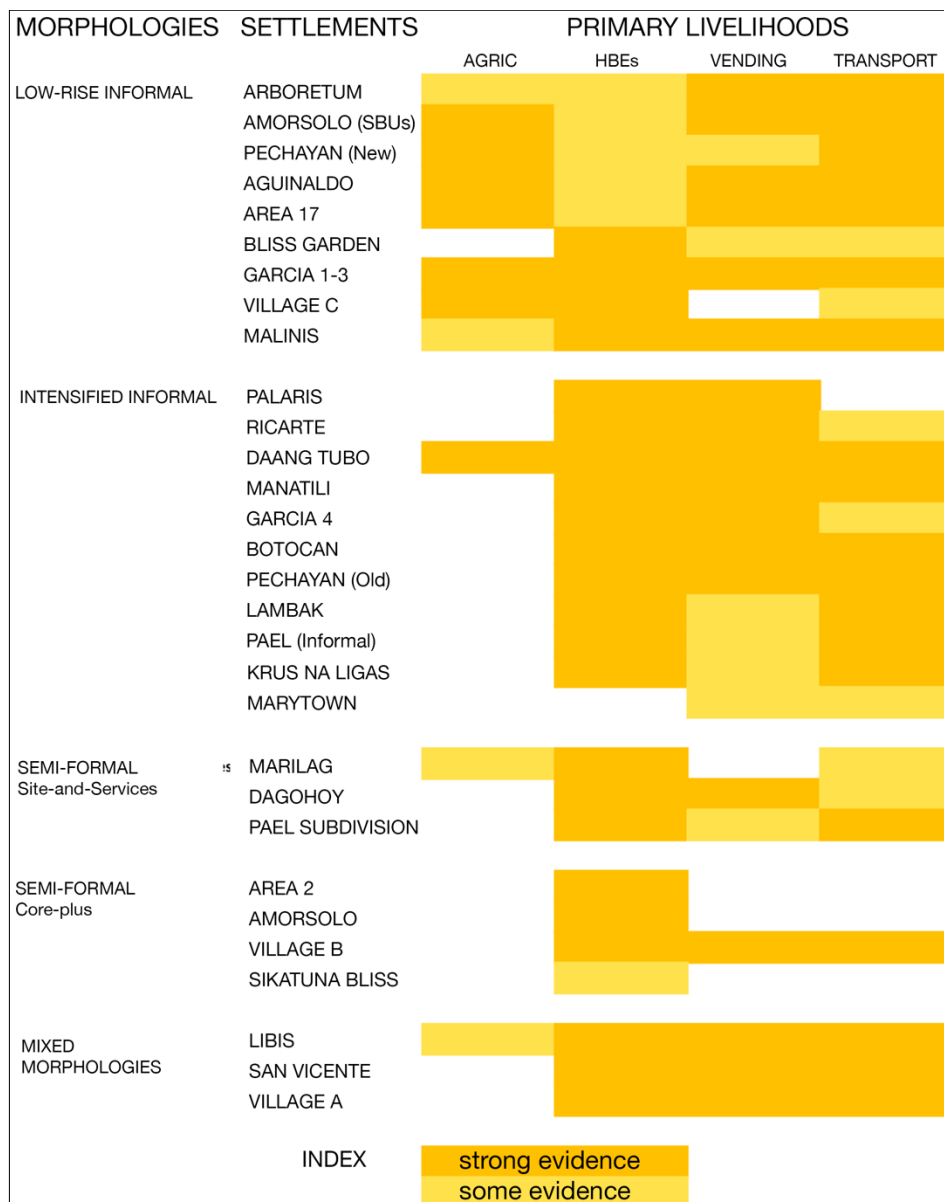 MORPHOLOGIES SETTLEMENTS PRIMARY LIVELIHOODS
AGRIC HBEs VENDING TRANSPORT
LOW-RISE INFORMAL ARBORETUM
AMORSOLO (SBUs)
PECHAYAN (New)
AGUINALDO
AREA 17
BLISS GARDEN
GARCIA 1-3
VILLAGE C
MALINIS
INTENSIFIED INFORMAL PALARIS
RICARTE
DAANG TUBO
MANATILI
GARCIA 4
BOTOCAN
PECHAYAN (Old)
LAMBAK
PAEL (Informal)
KRUS NA LIGAS
MARYTOWN
SEMI-FORMAL MARILAG
Site-and-Services DAGOHOY
PAEL SUBDIVISION
SEMI-FORMAL AREA 2
Core-plus AMORSOLO
VILLAGE B
SIKATUNA BLISS
MIXED LIBIS
MORPHOLOGIES SAN VICENTE
VILLAGE A
INDEX strong evidence
some evidence